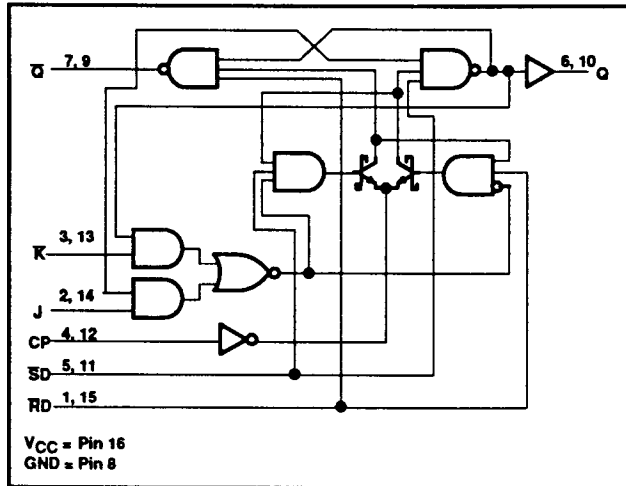 Q̅ 7, 9
6, 10 Q
K̅ 3, 13
J 2, 14
CP 4, 12
S̅D 5, 11
R̅D 1, 15
VCC = Pin 16
GND = Pin 8